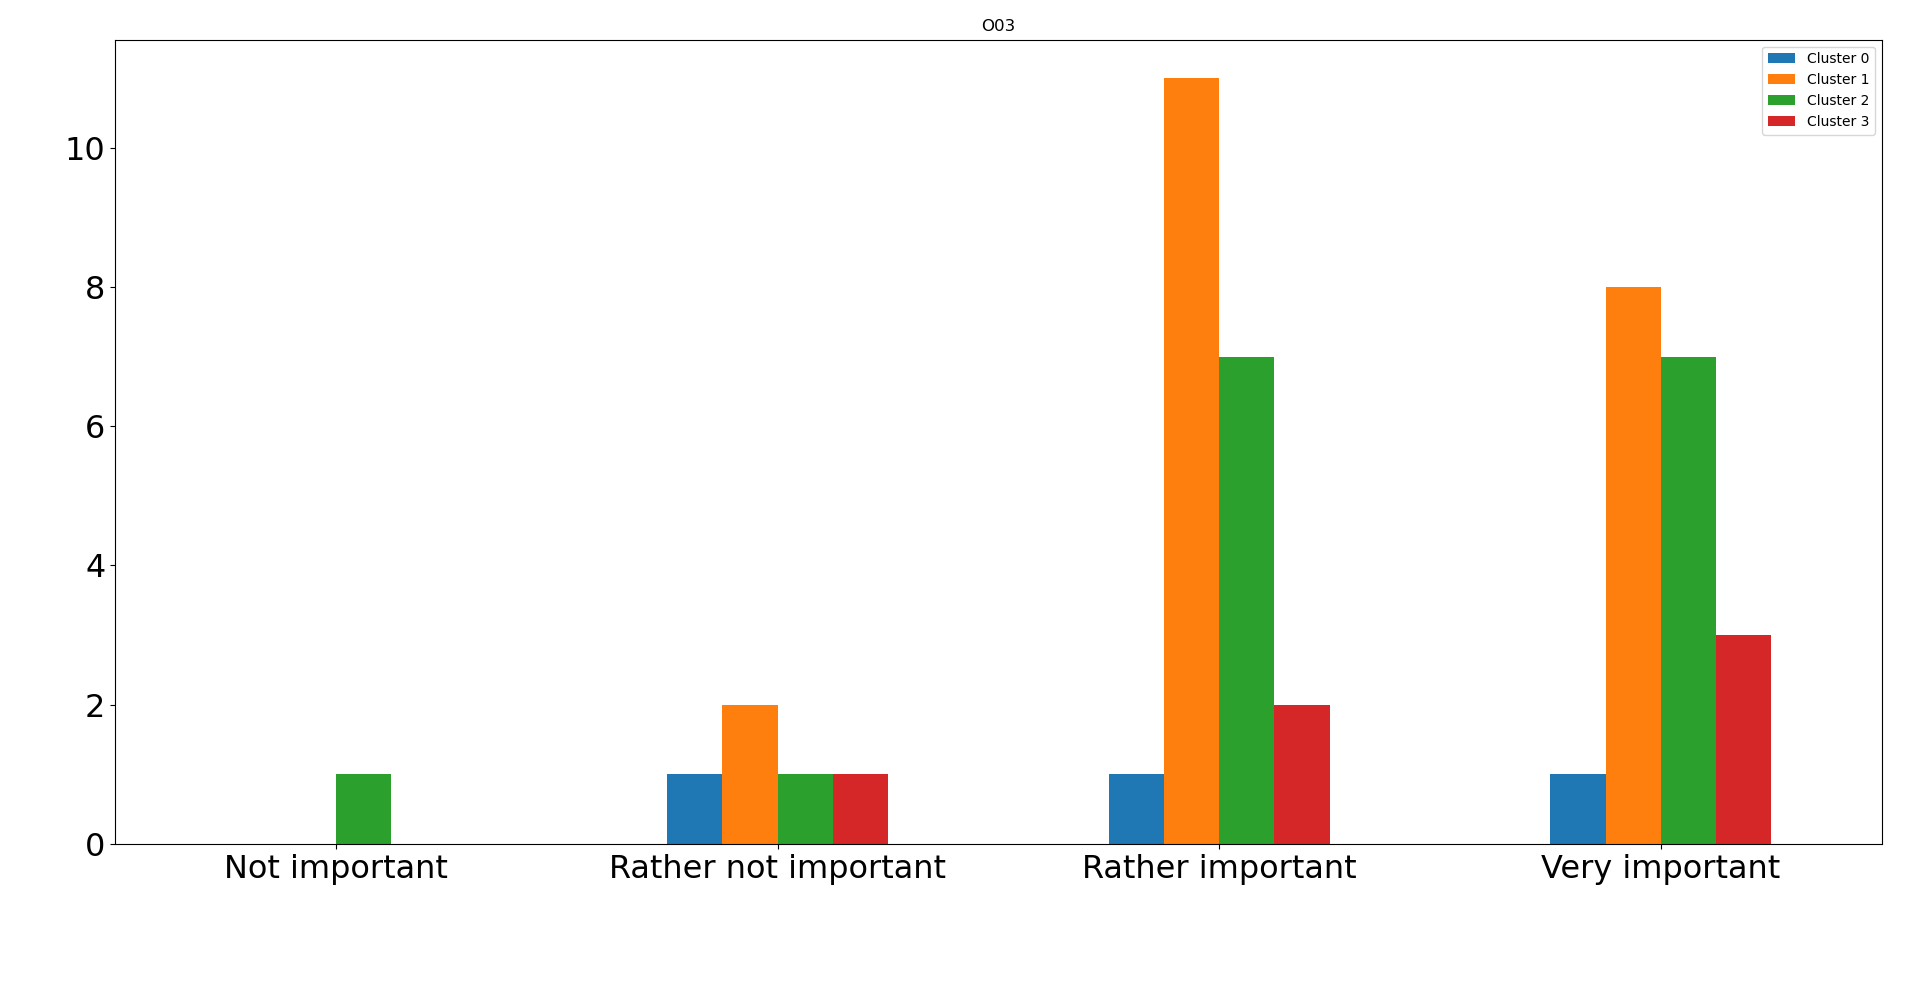 O03
Cluster 0
Cluster 1
Cluster 2
Cluster 3
10
8
6
4
2
0
Not important
Rather not important
Rather important
Very important